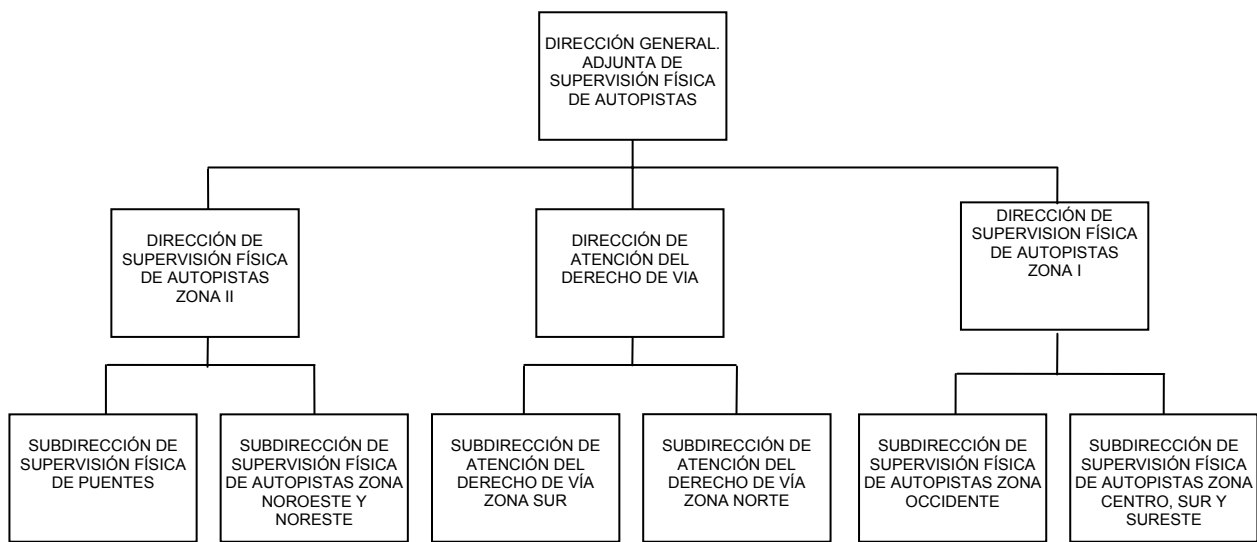 DIRECCIÓN GENERAL.
ADJUNTA DE
SUPERVISIÓN FÍSICA
DE AUTOPISTAS
DIRECCIÓN DE
SUPERVISIÓN FÍSICA
DE AUTOPISTAS
ZONA II
DIRECCIÓN DE
ATENCIÓN DEL
DERECHO DE VIA
DIRECCIÓN DE
SUPERVISION FÍSICA
DE AUTOPISTAS
ZONA I
SUBDIRECCIÓN DE
SUPERVISIÓN FÍSICA
DE PUENTES
SUBDIRECCIÓN DE
SUPERVISIÓN FÍSICA
DE AUTOPISTAS ZONA
NOROESTE Y
NORESTE
SUBDIRECCIÓN DE
ATENCIÓN DEL
DERECHO DE VÍA
ZONA SUR
SUBDIRECCIÓN DE
ATENCIÓN DEL
DERECHO DE VÍA
ZONA NORTE
SUBDIRECCIÓN DE
SUPERVISIÓN FÍSICA
DE AUTOPISTAS ZONA
OCCIDENTE
SUBDIRECCIÓN DE
SUPERVISIÓN FÍSICA
DE AUTOPISTAS ZONA
CENTRO, SUR Y
SURESTE